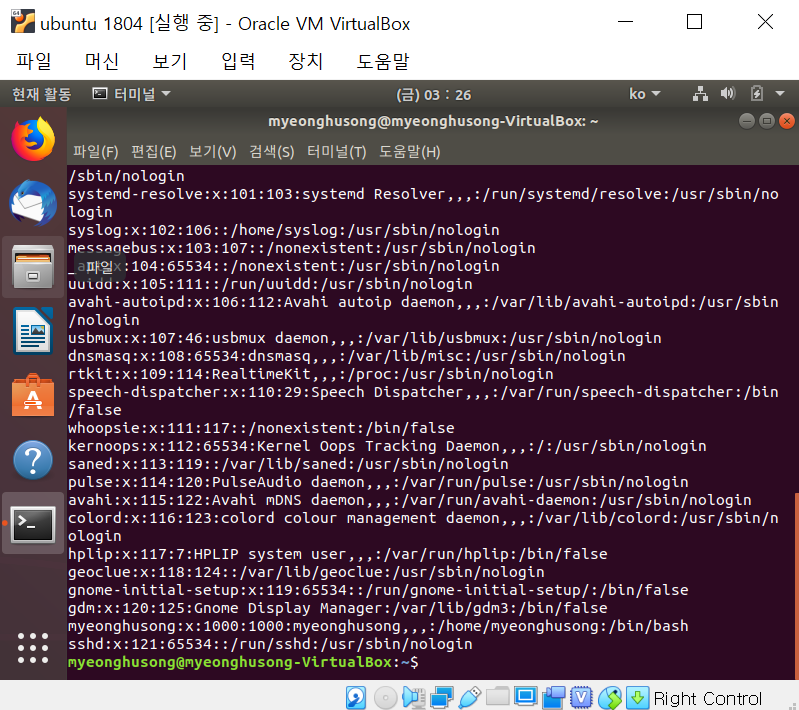 ubuntu 1804 [실행 중] - Oracle VM VirtualBox
파일 머신 보기 입력 장치 도움말
현재 활동 터미널 (금) 03 : 26 ko
myeonghusong@myeonghusong-VirtualBox: ~
파일(F) 편집(E) 보기(V) 검색(S) 터미널(T) 도움말(H)
/sbin/nologin
systemd-resolve:x:101:103:systemd Resolver,,,:/run/systemd/resolve:/usr/sbin/no
login
syslog:x:102:106::/home/syslog:/usr/sbin/nologin
messagebus:x:103:107::/nonexistent:/usr/sbin/nologin
파일 :104:65534::/nonexistent:/usr/sbin/nologin
uuidd:x:105:111::/run/uuidd:/usr/sbin/nologin
avahi-autoipd:x:106:112:Avahi autoip daemon,,,:/var/lib/avahi-autoipd:/usr/sbin
/nologin
usbmux:x:107:46:usbmux daemon,,,:/var/lib/usbmux:/usr/sbin/nologin
dnsmasq:x:108:65534:dnsmasq,,,:/var/lib/misc:/usr/sbin/nologin
rtkit:x:109:114:RealtimeKit,,,:/proc:/usr/sbin/nologin
speech-dispatcher:x:110:29:Speech Dispatcher,,,:/var/run/speech-dispatcher:/bin
/false
whoopsie:x:111:117::/nonexistent:/bin/false
kernoops:x:112:65534:Kernel Oops Tracking Daemon,,,:/:/usr/sbin/nologin
saned:x:113:119::/var/lib/saned:/usr/sbin/nologin
pulse:x:114:120:PulseAudio daemon,,,:/var/run/pulse:/usr/sbin/nologin
avahi:x:115:122:Avahi mDNS daemon,,,:/var/run/avahi-daemon:/usr/sbin/nologin
colord:x:116:123:colord colour management daemon,,,:/var/lib/colord:/usr/sbin/n
ologin
hplip:x:117:7:HPLIP system user,,,:/var/run/hplip:/bin/false
geoclue:x:118:124::/var/lib/geoclue:/usr/sbin/nologin
gnome-initial-setup:x:119:65534::/run/gnome-initial-setup/:/bin/false
gdm:x:120:125:Gnome Display Manager:/var/lib/gdm3:/bin/false
myeonghusong:x:1000:1000:myeonghusong,,,:/home/myeonghusong:/bin/bash
sshd:x:121:65534::/run/sshd:/usr/sbin/nologin
myeonghusong@myeonghusong-VirtualBox:~$
Right Control